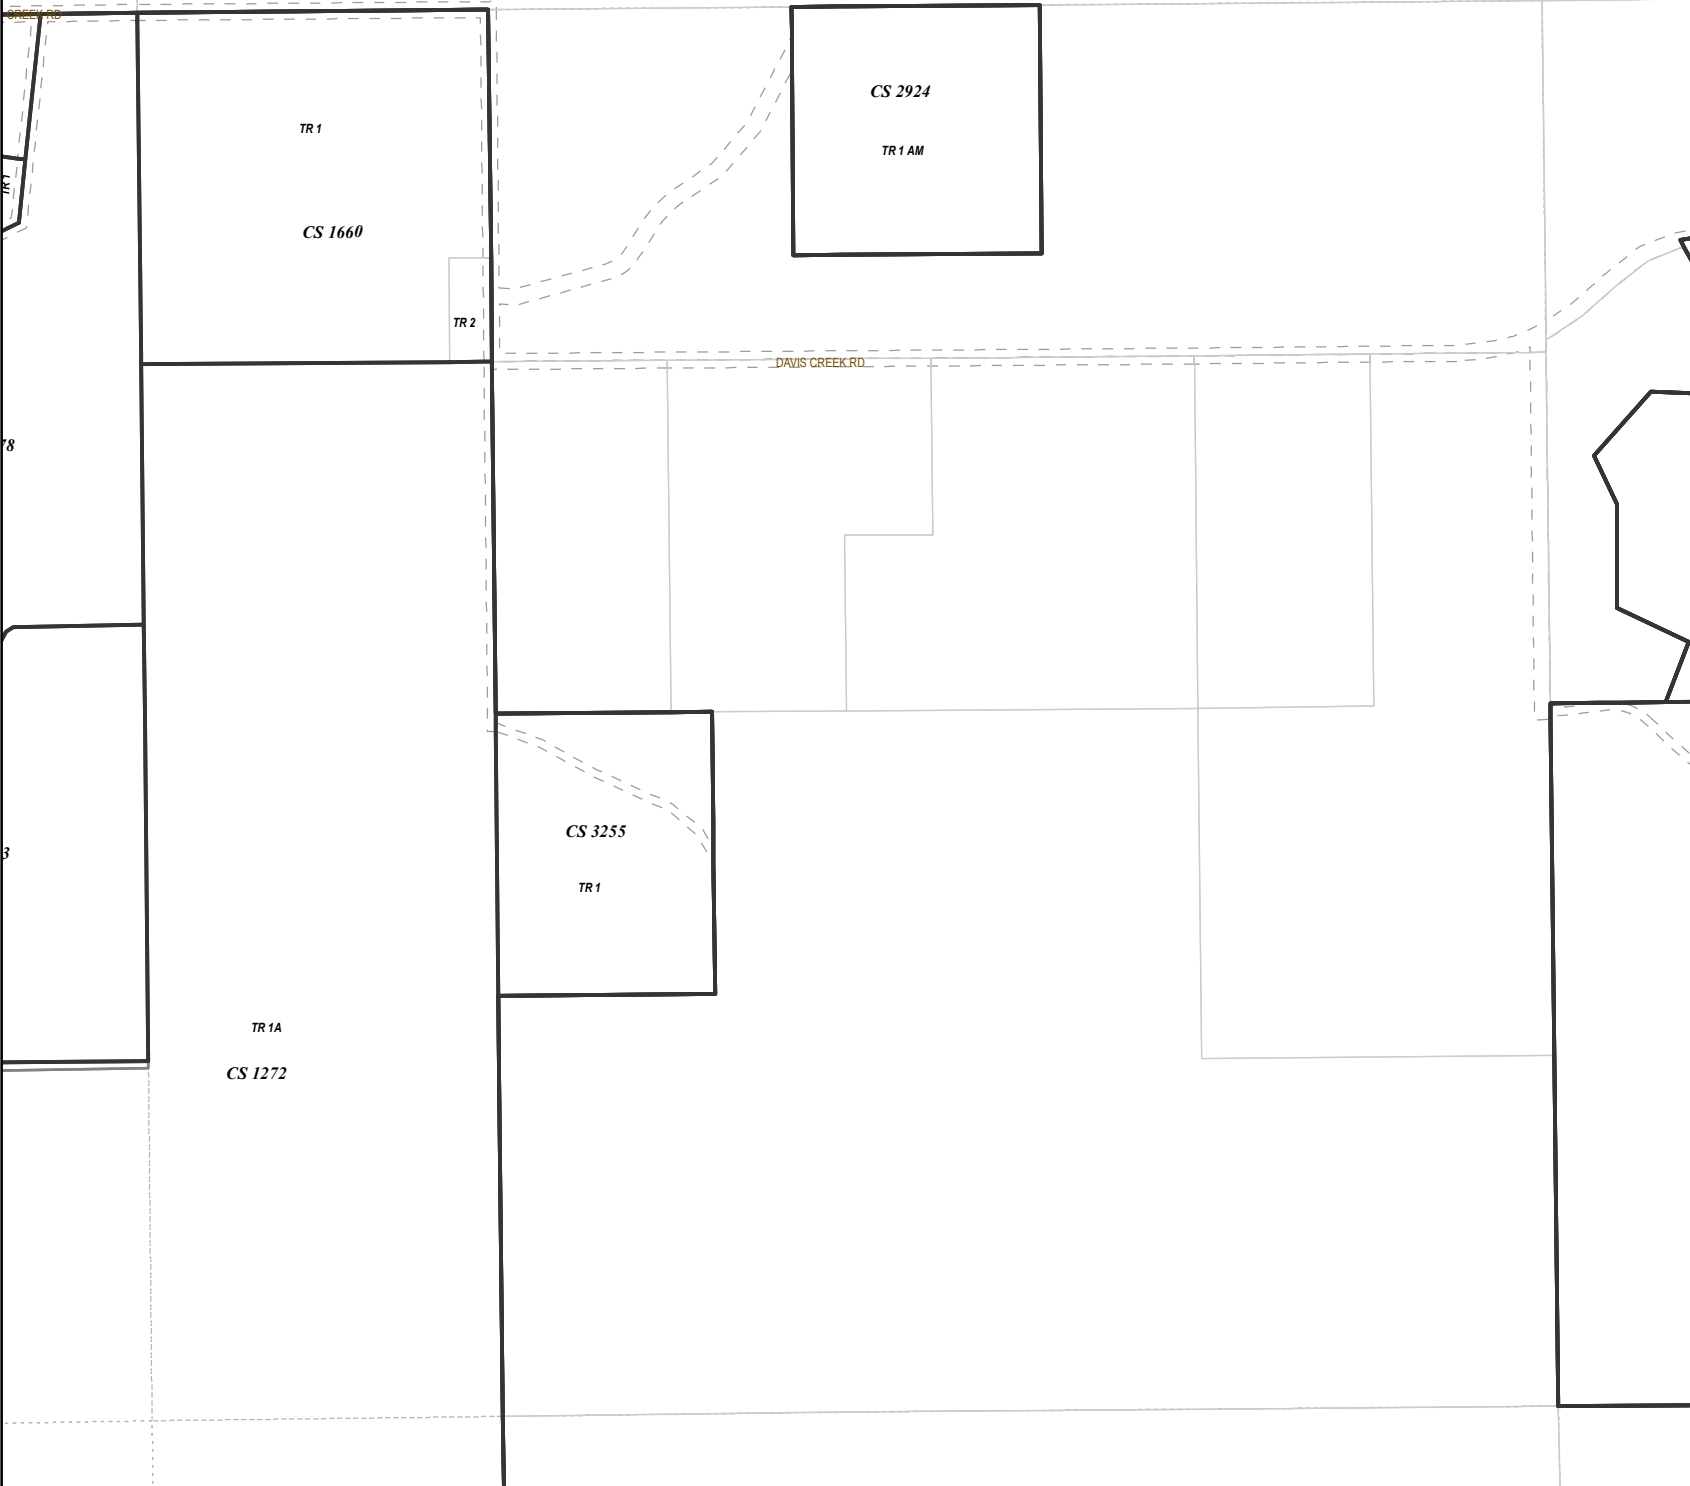 CREEK RD
CS 2924
TR 1
TR 1 AM
TR 1
CS 1660
TR 2
DAVIS CREEK RD
78
CS 3255
3
TR 1
TR 1A
CS 1272